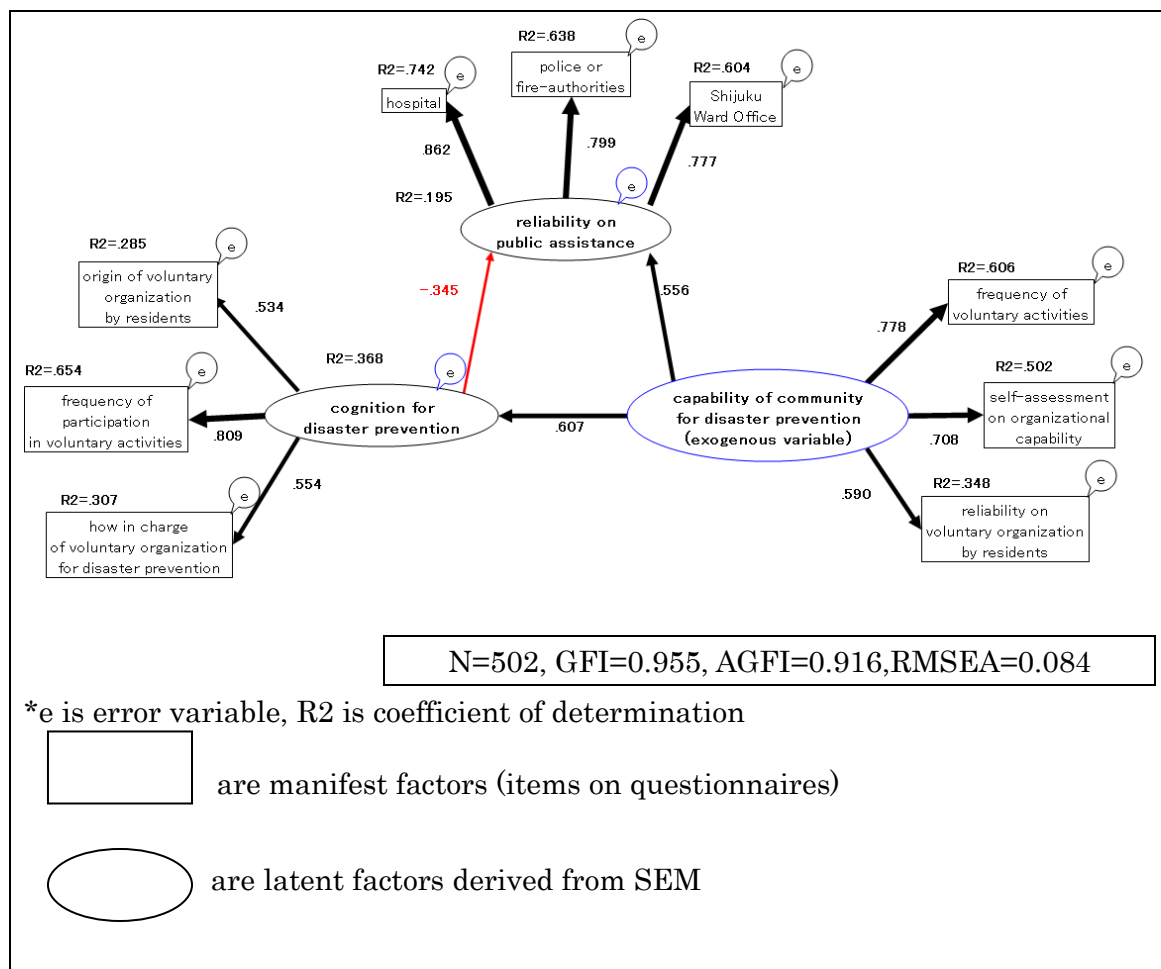 R2=.638
e
police or
fire-authorities
R2=.742
e
hospital
R2=.604
e
Shijuku
Ward Office
.862
.799
.777
R2=.195
e
reliability on
public assistance
R2=.285
e
origin of voluntary
organization
by residents
.534
-.345
.556
R2=.606
e
frequency of
voluntary activities
.778
R2=.654
e
frequency of
participation
in voluntary activities
.809
R2=.368
e
cognition for
disaster prevention
.607
capability of community
for disaster prevention
(exogenous variable)
R2=.502
e
self-assessment
on organizational
capability
.708
R2=.307
e
how in charge
of voluntary organization
for disaster prevention
.554
.590
R2=.348
e
reliability on
voluntary organization
by residents
N=502, GFI=0.955, AGFI=0.916,RMSEA=0.084
*e is error variable, R2 is coefficient of determination
are manifest factors (items on questionnaires)
are latent factors derived from SEM